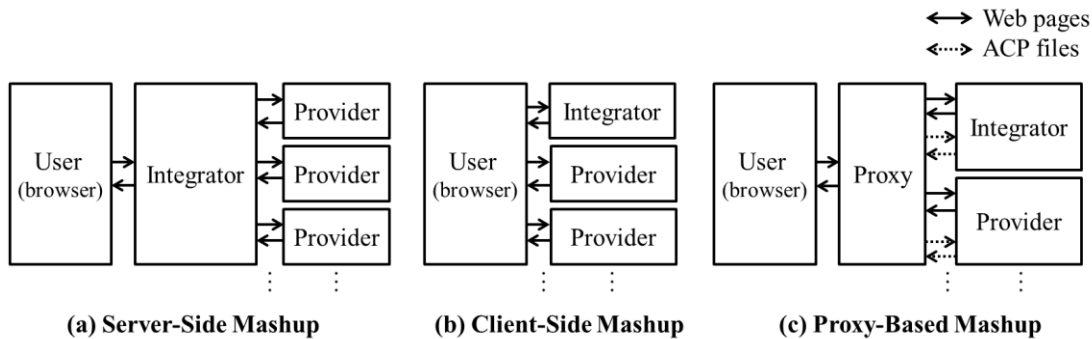 Web pages
ACP files
User
(browser)
Integrator
Provider
Provider
Provider
(a) Server-Side Mashup
User
(browser)
Integrator
Provider
Provider
(b) Client-Side Mashup
User
(browser)
Proxy
Integrator
Provider
(c) Proxy-Based Mashup